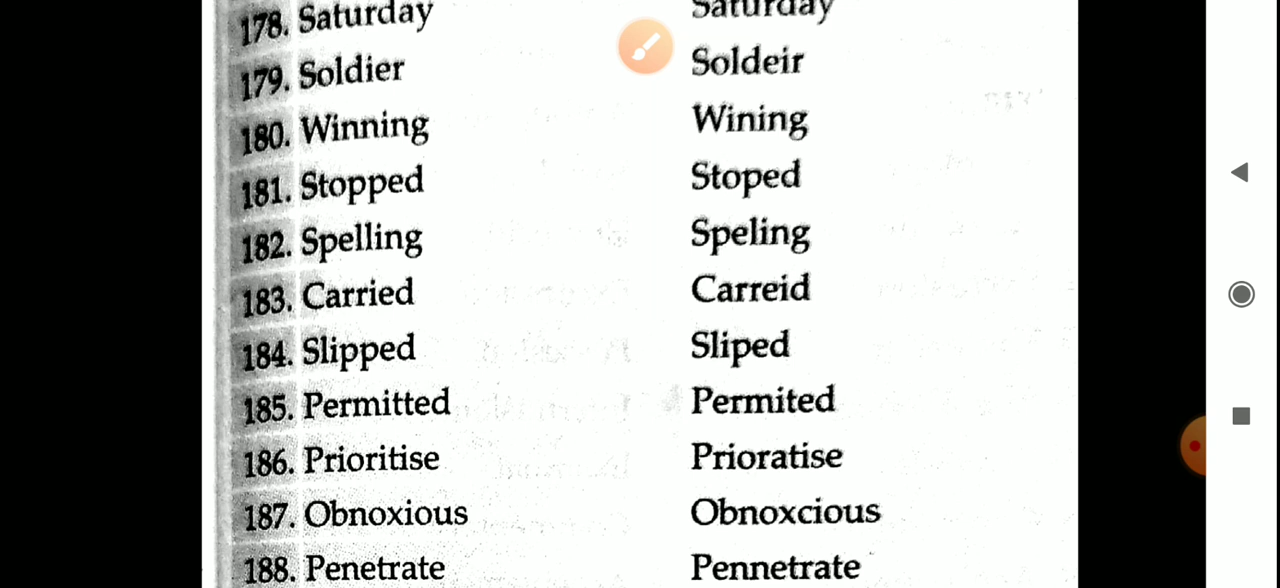 178. Saturday Saturday
179. Soldier Soldeir
180. Winning Wining
181. Stopped Stoped
182. Spelling Speling
183. Carried Carreid
184. Slipped Sliped
185. Permitted Permited
186. Prioritise Prioratise
187. Obnoxious Obnoxcious
188. Penetrate Pennetrate